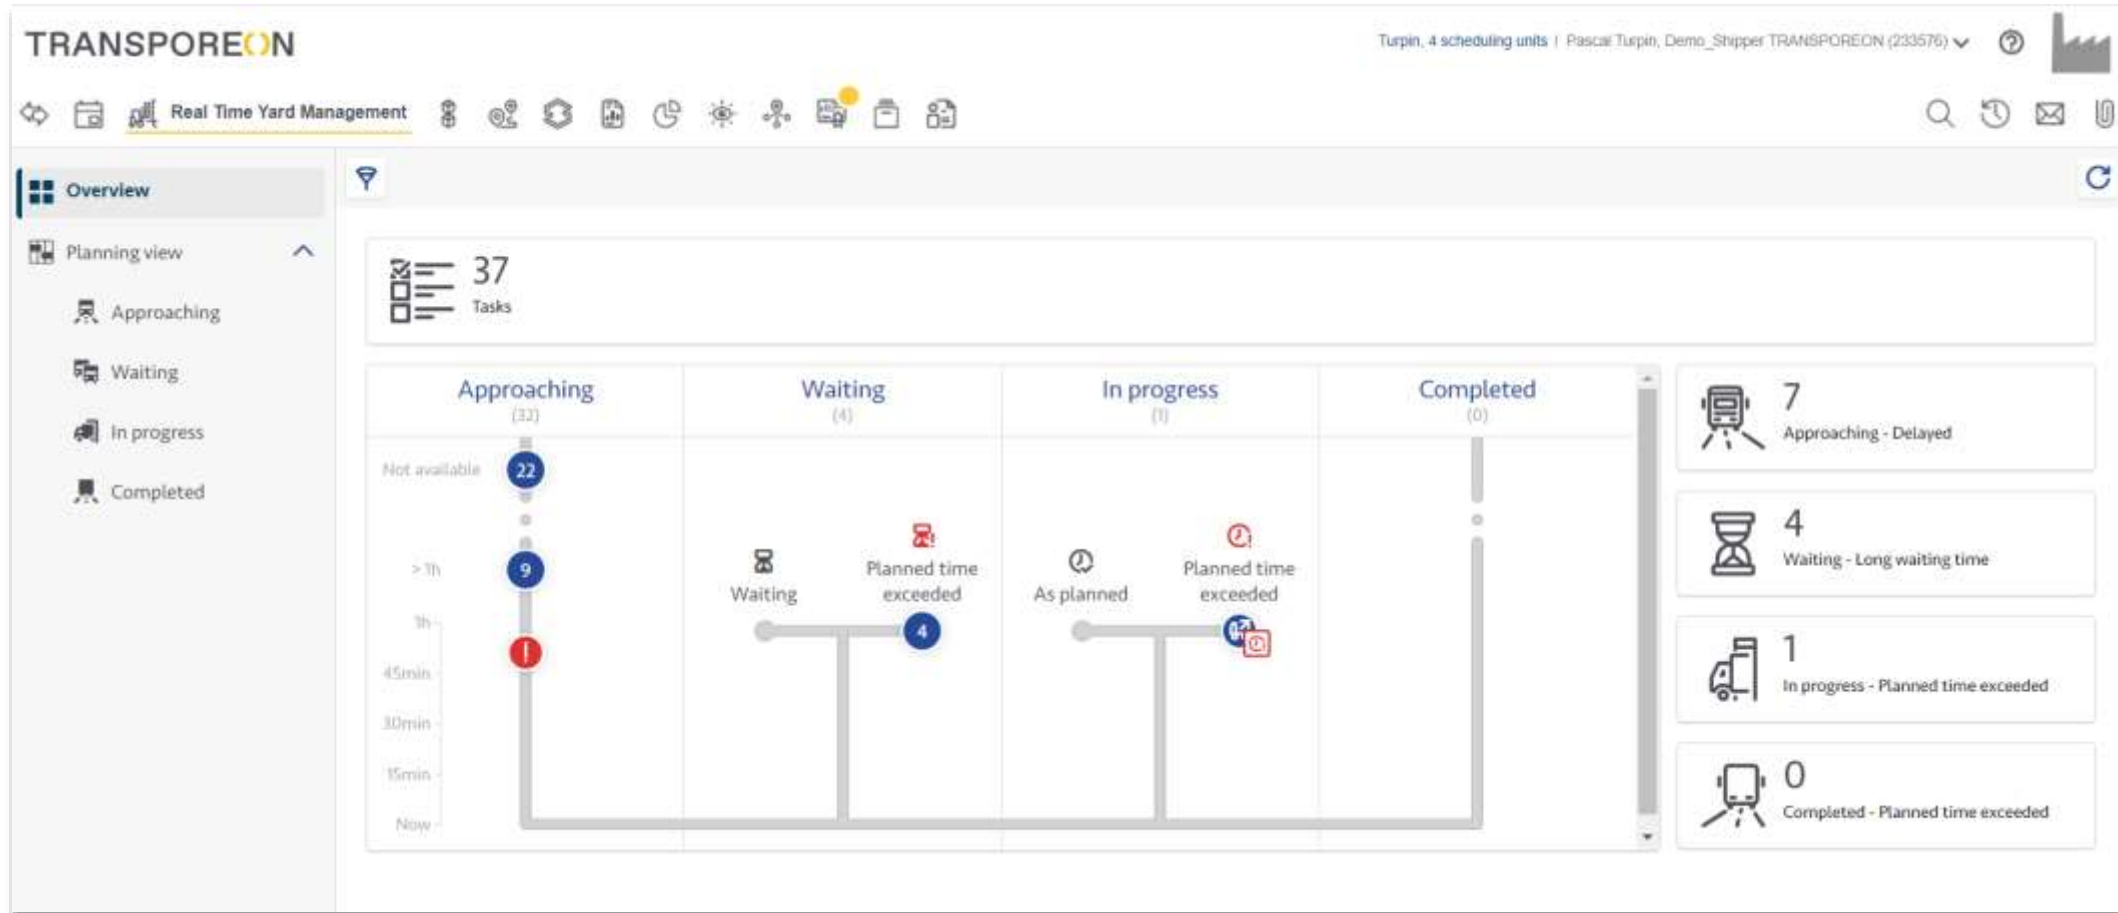 TRANSPOREON
Turpin, 4 scheduling units | Pascal Turpin, Demo_Shipper TRANSPOREON (233576)
Real Time Yard Management
Overview
Planning view
Approaching
Waiting
In progress
Completed
37
Tasks
Approaching
(32)
Waiting
(4)
In progress
(1)
Completed
(0)
Not available
22
> 1h
9
1h
45min
30min
15min
Now
Waiting
Planned time
exceeded
4
As planned
Planned time
exceeded
7
Approaching - Delayed
4
Waiting - Long waiting time
1
In progress - Planned time exceeded
0
Completed - Planned time exceeded